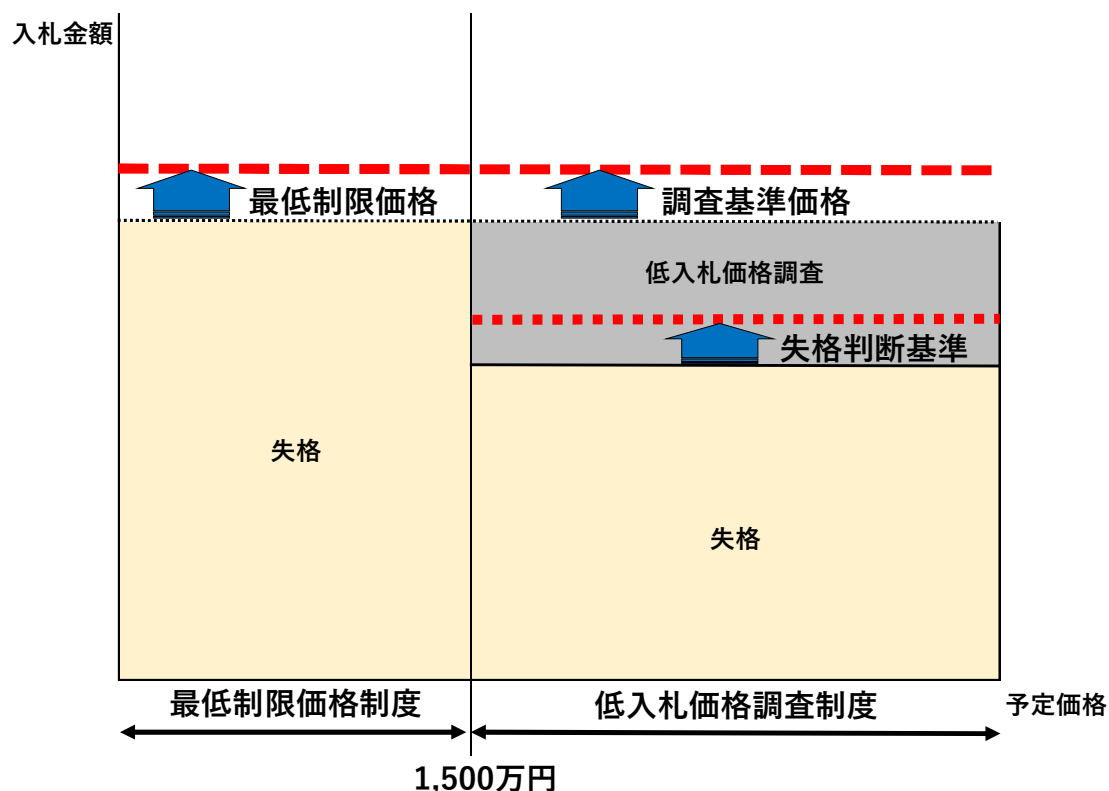 入札金額
最低制限価格
調査基準価格
低入札価格調査
失格判断基準
失格
失格
最低制限価格制度
低入札価格調査制度
予定価格
1,500万円